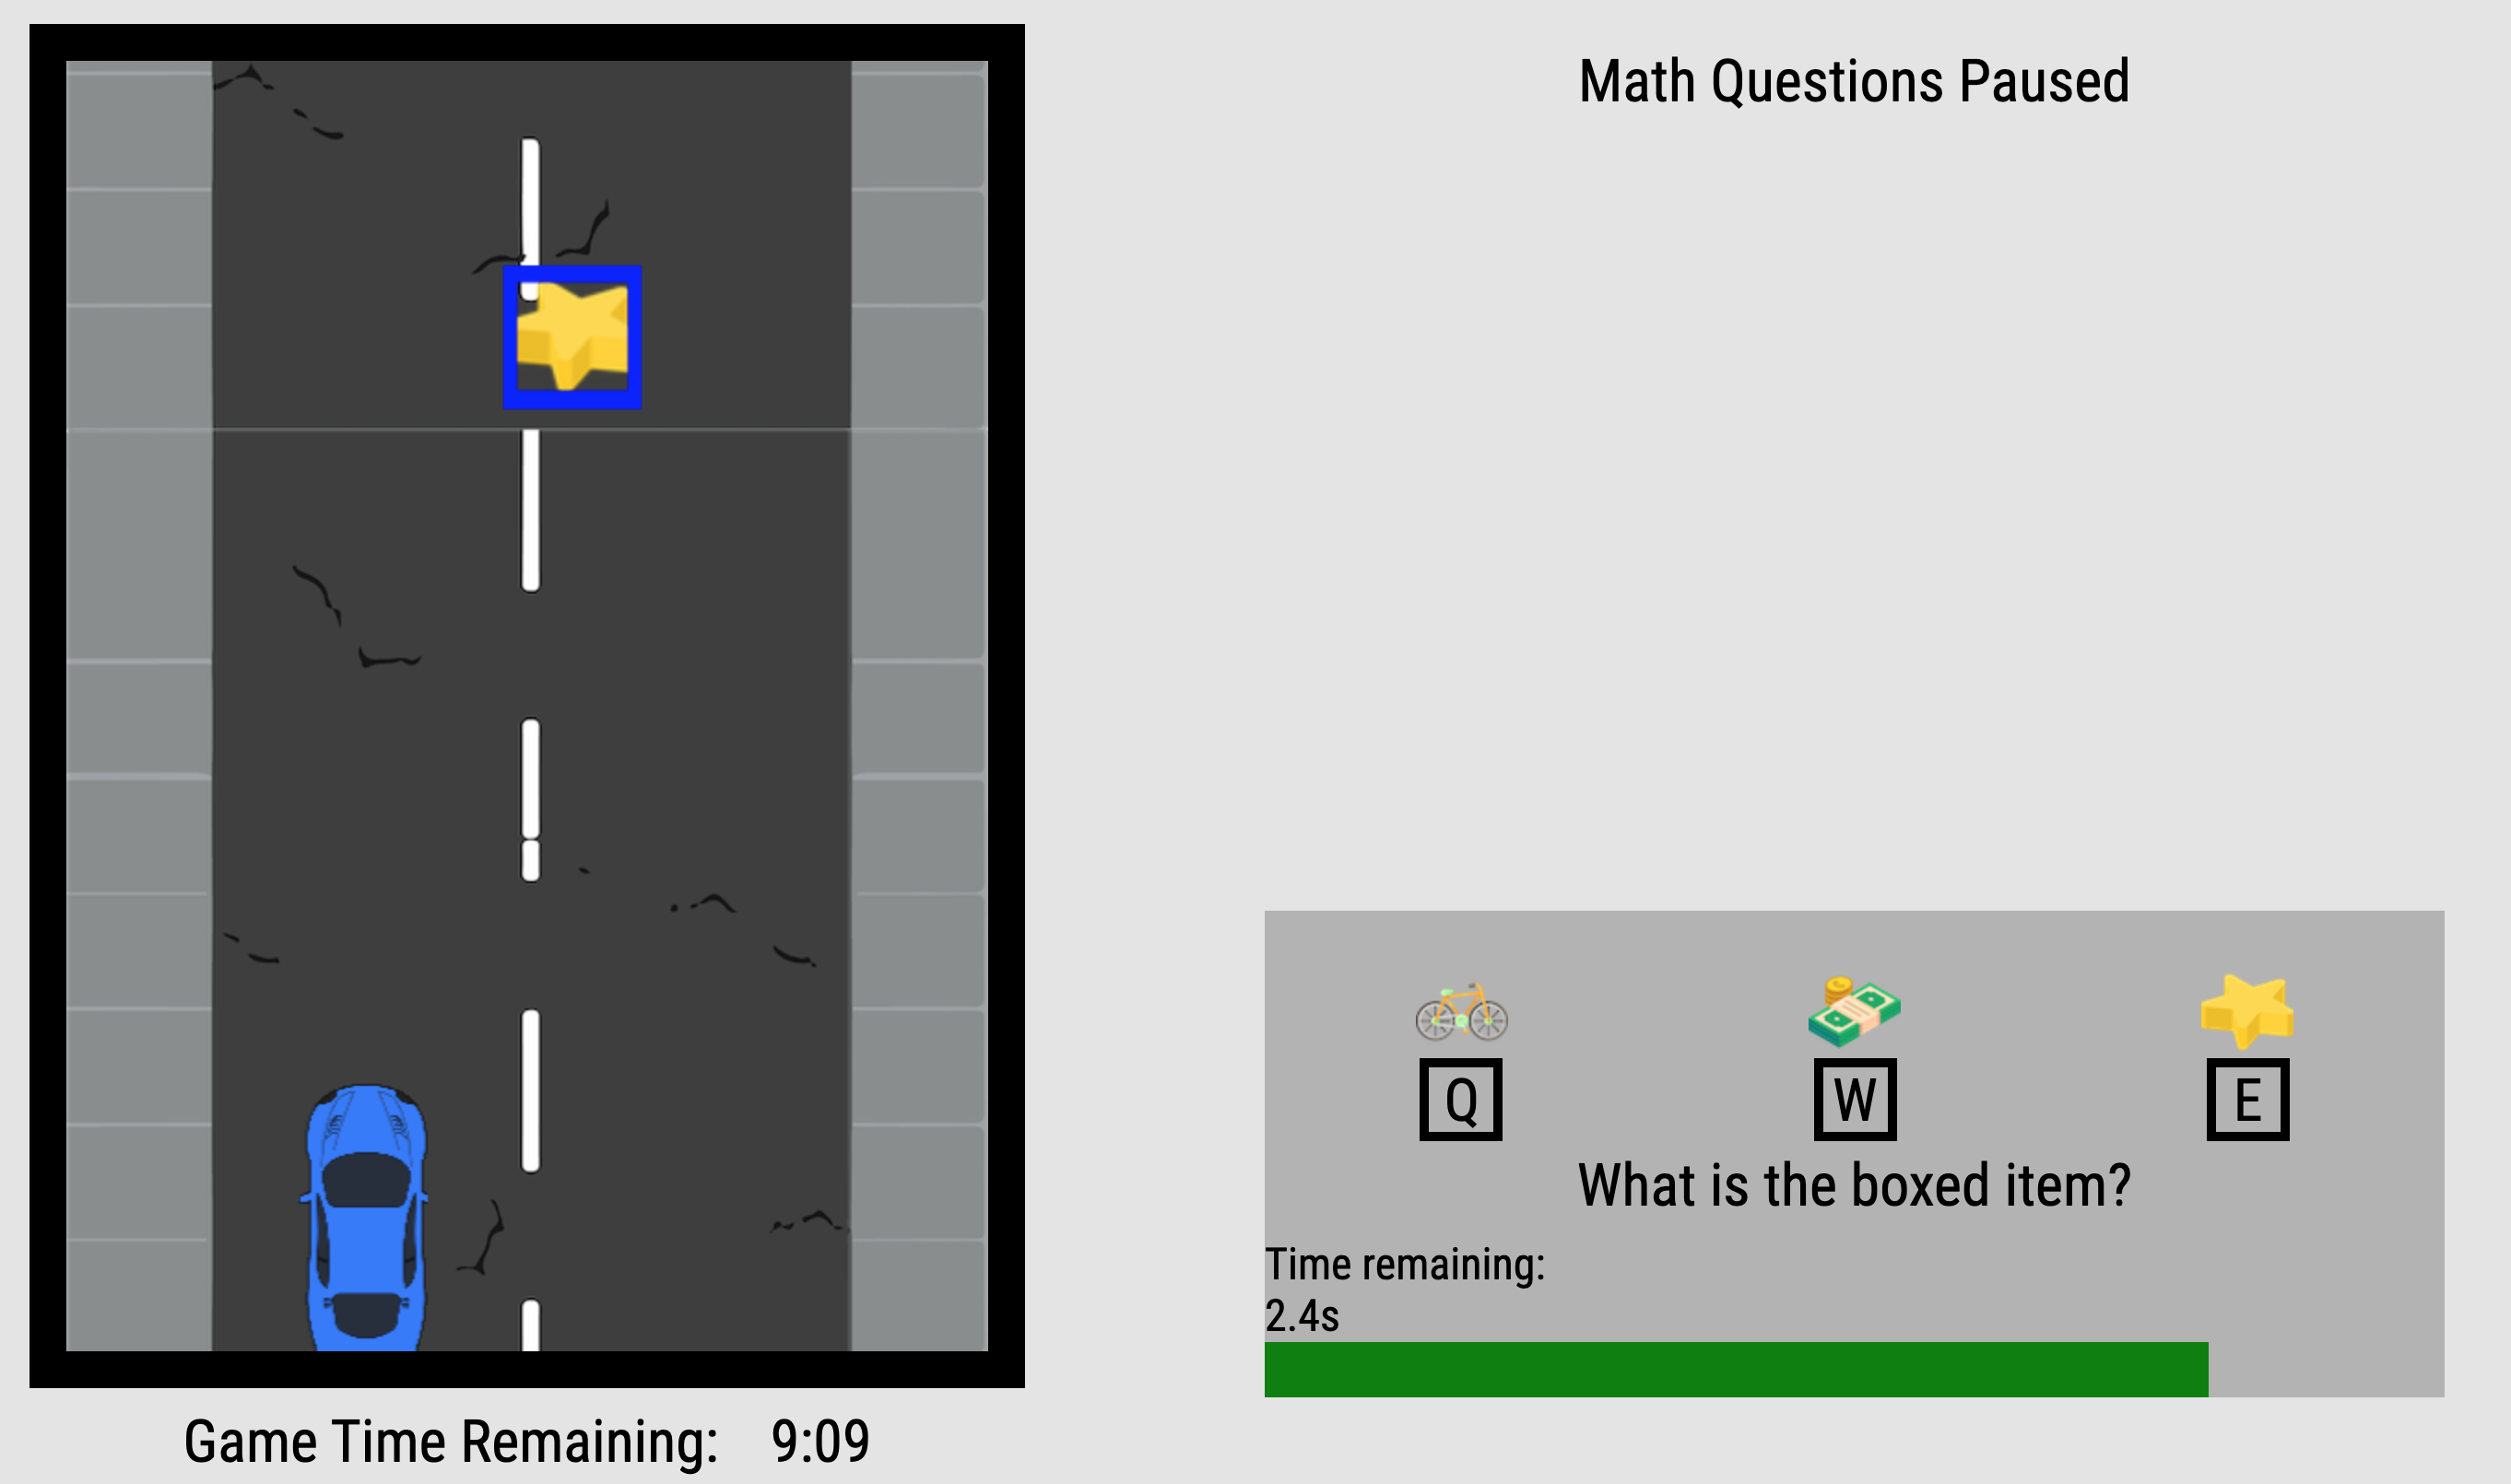 Math Questions Paused
Q W E
What is the boxed item?
Time remaining:
2.4s
Game Time Remaining: 9:09